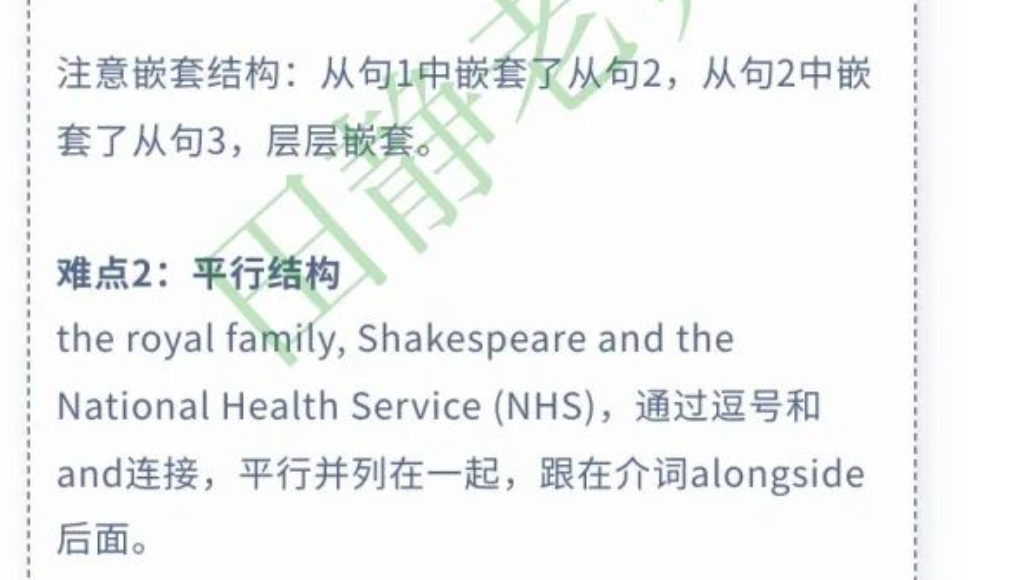 注意嵌套结构：从句1中嵌套了从句2，从句2中嵌
套了从句3，层层嵌套。
难点2：平行结构
the royal family, Shakespeare and the
National Health Service (NHS)，通过逗号和
and连接，平行并列在一起，跟在介词alongside
后面。
田静老